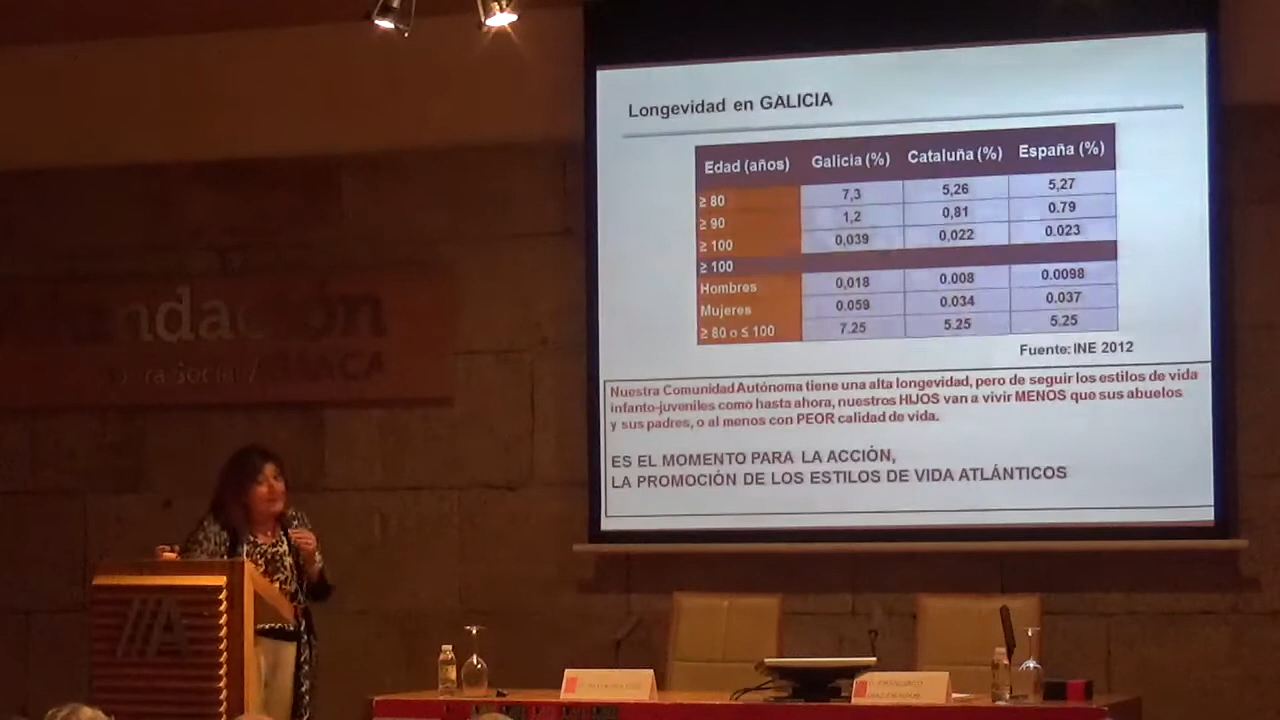 Longevidad en GALICIA
Edad (años) Galicia (%) Cataluña (%) España (%)
≥ 80 7,3 5,26 5,27
≥ 90 1,2 0,81 0.79
≥ 100 0,039 0,022 0.023
≥ 100
Hombres 0,018 0.008 0.0098
Mujeres 0.059 0.034 0.037
≥ 80 o ≤ 100 7.25 5.25 5.25
Fuente: INE 2012
Nuestra Comunidad Autónoma tiene una alta longevidad, pero de seguir los estilos de vida
infanto-juveniles como hasta ahora, nuestros HIJOS van a vivir MENOS que sus abuelos
y sus padres, o al menos con PEOR calidad de vida.
ES EL MOMENTO PARA LA ACCIÓN,
LA PROMOCIÓN DE LOS ESTILOS DE VIDA ATLÁNTICOS